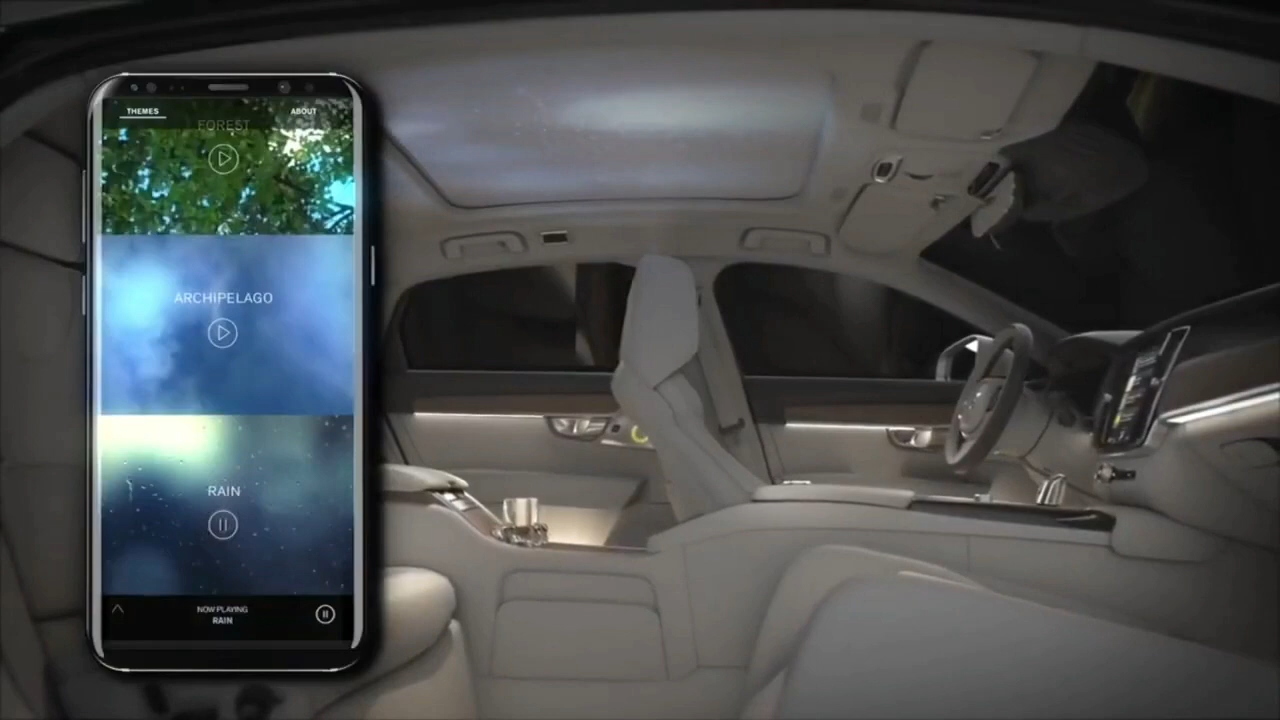 THEMES
ABOUT
FOREST
ARCHIPELAGO
RAIN
NOW PLAYING
RAIN